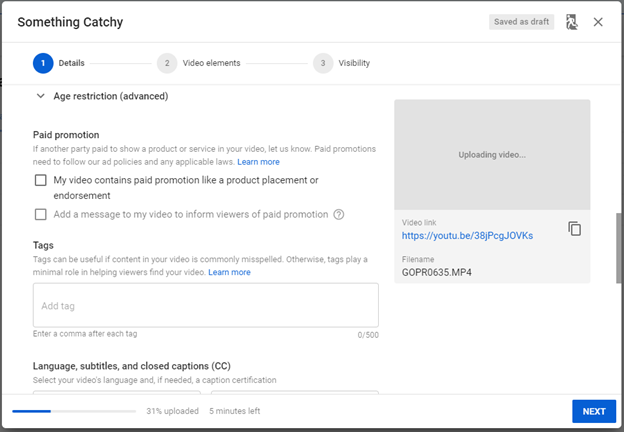 Something Catchy
Saved as draft
1 Details
2 Video elements
3 Visibility
Age restriction (advanced)
Paid promotion
If another party paid to show a product or service in your video, let us know. Paid promotions
need to follow our ad policies and any applicable laws. Learn more
My video contains paid promotion like a product placement or
endorsement
Add a message to my video to inform viewers of paid promotion ?
Tags
Tags can be useful if content in your video is commonly misspelled. Otherwise, tags play a
minimal role in helping viewers find your video. Learn more
Add tag
Enter a comma after each tag
0/500
Language, subtitles, and closed captions (CC)
Select your video's language and, if needed, a caption certification
Uploading video...
Video link
https://youtu.be/38jPcgJOVKs
Filename
GOPR0635.MP4
31% uploaded 5 minutes left
NEXT